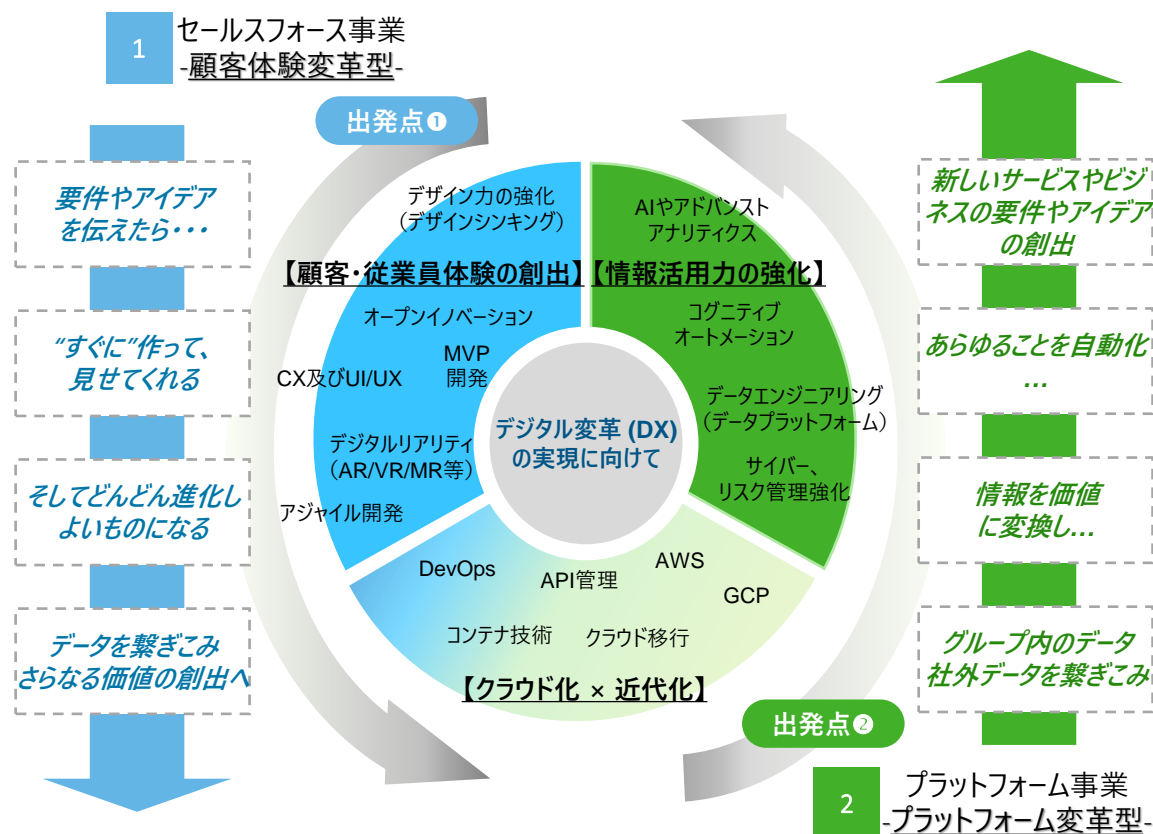 1
セールスフォース事業
-顧客体験変革型-
出発点❶
要件やアイデア
を伝えたら・・・
“すぐに”作って、
見せてくれる
そしてどんどん進化し
よいものになる
データを繋ぎこみ
さらなる価値の創出へ
デザイン力の強化
（デザインシンキング）
【顧客・従業員体験の創出】
オープンイノベーション
MVP
開発
CX及びUI/UX
デジタルリアリティ
（AR/VR/MR等）
アジャイル開発
AIやアドバンスト
アナリティクス
【情報活用力の強化】
コグニティブ
オートメーション
データエンジニアリング
（データプラットフォーム）
サイバー、
リスク管理強化
デジタル変革 (DX)
の実現に向けて
DevOps
API管理
AWS
GCP
コンテナ技術
クラウド移行
【クラウド化 × 近代化】
新しいサービスやビジ
ネスの要件やアイデア
の創出
あらゆることを自動化
…
情報を価値
に変換し…
グループ内のデータ
社外データを繋ぎこみ
出発点❷
2
プラットフォーム事業
-プラットフォーム変革型-